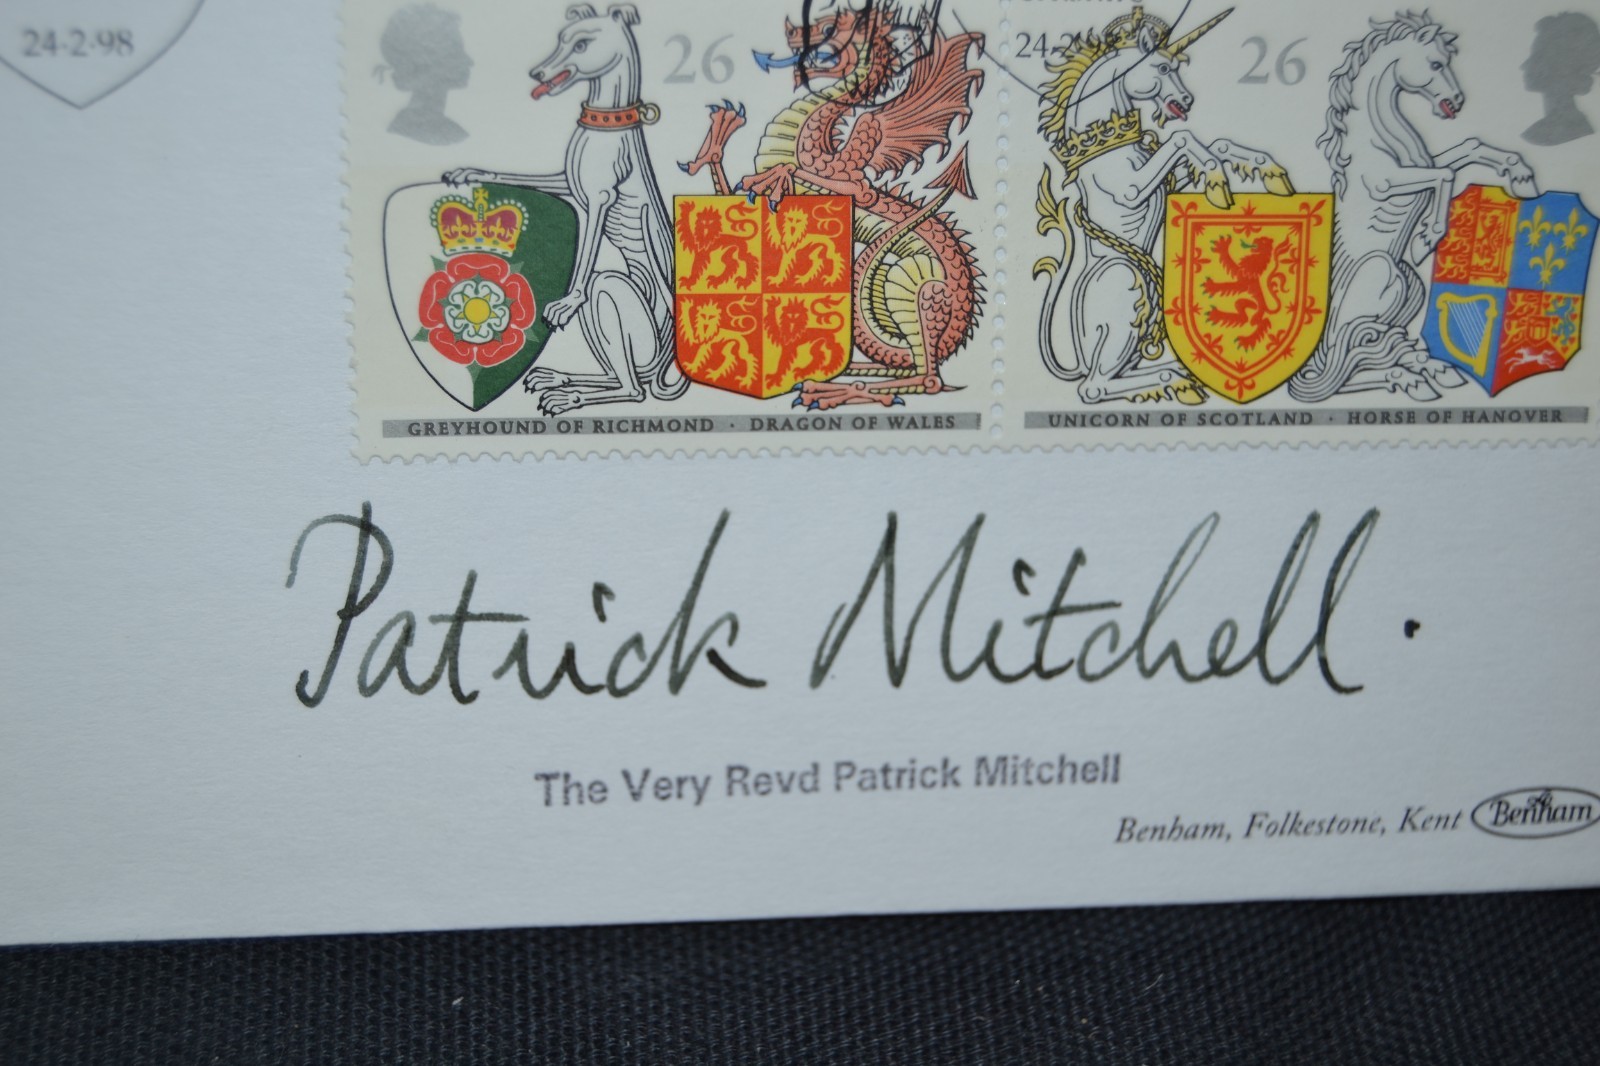 24·2·98
26
24·2·98
26
GREYHOUND OF RICHMOND · DRAGON OF WALES
UNICORN OF SCOTLAND · HORSE OF HANOVER
Patrick Mitchell.
The Very Revd Patrick Mitchell
Benham, Folkestone, Kent Benham